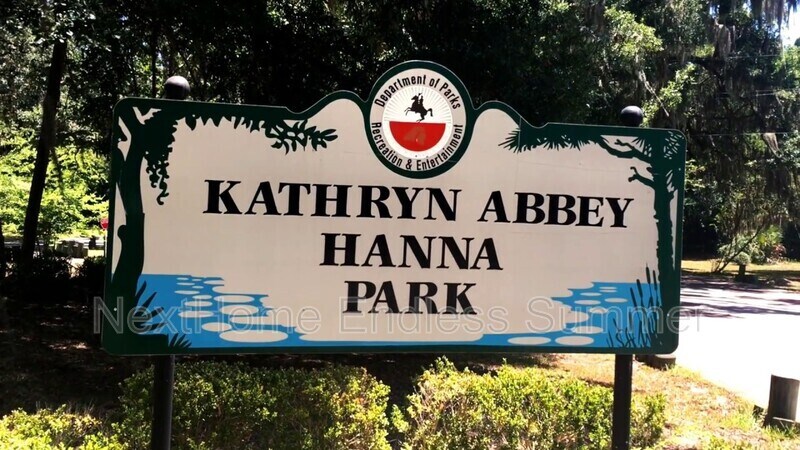 Department of Parks
Recreation & Entertainment
KATHRYN ABBEY
HANNA
PARK
NextHome Endless Summer